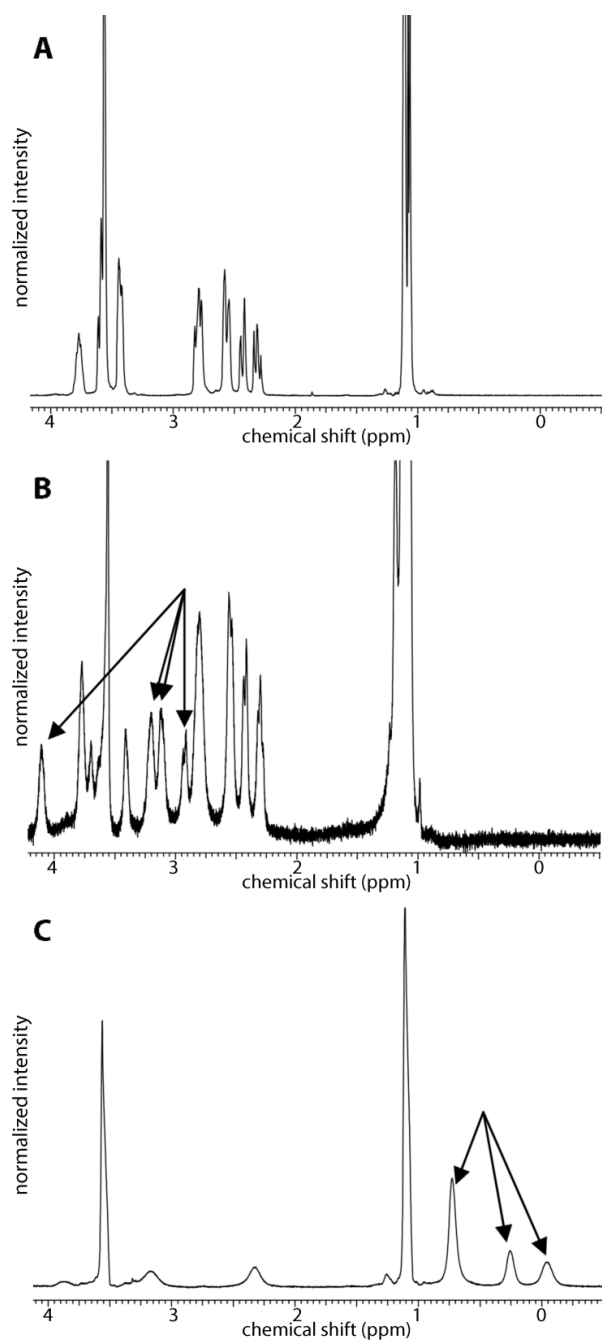 A
normalized intensity
4 3 2 1 0
chemical shift (ppm)
B
normalized intensity
4 3 2 1 0
chemical shift (ppm)
C
normalized intensity
4 3 2 1 0
chemical shift (ppm)